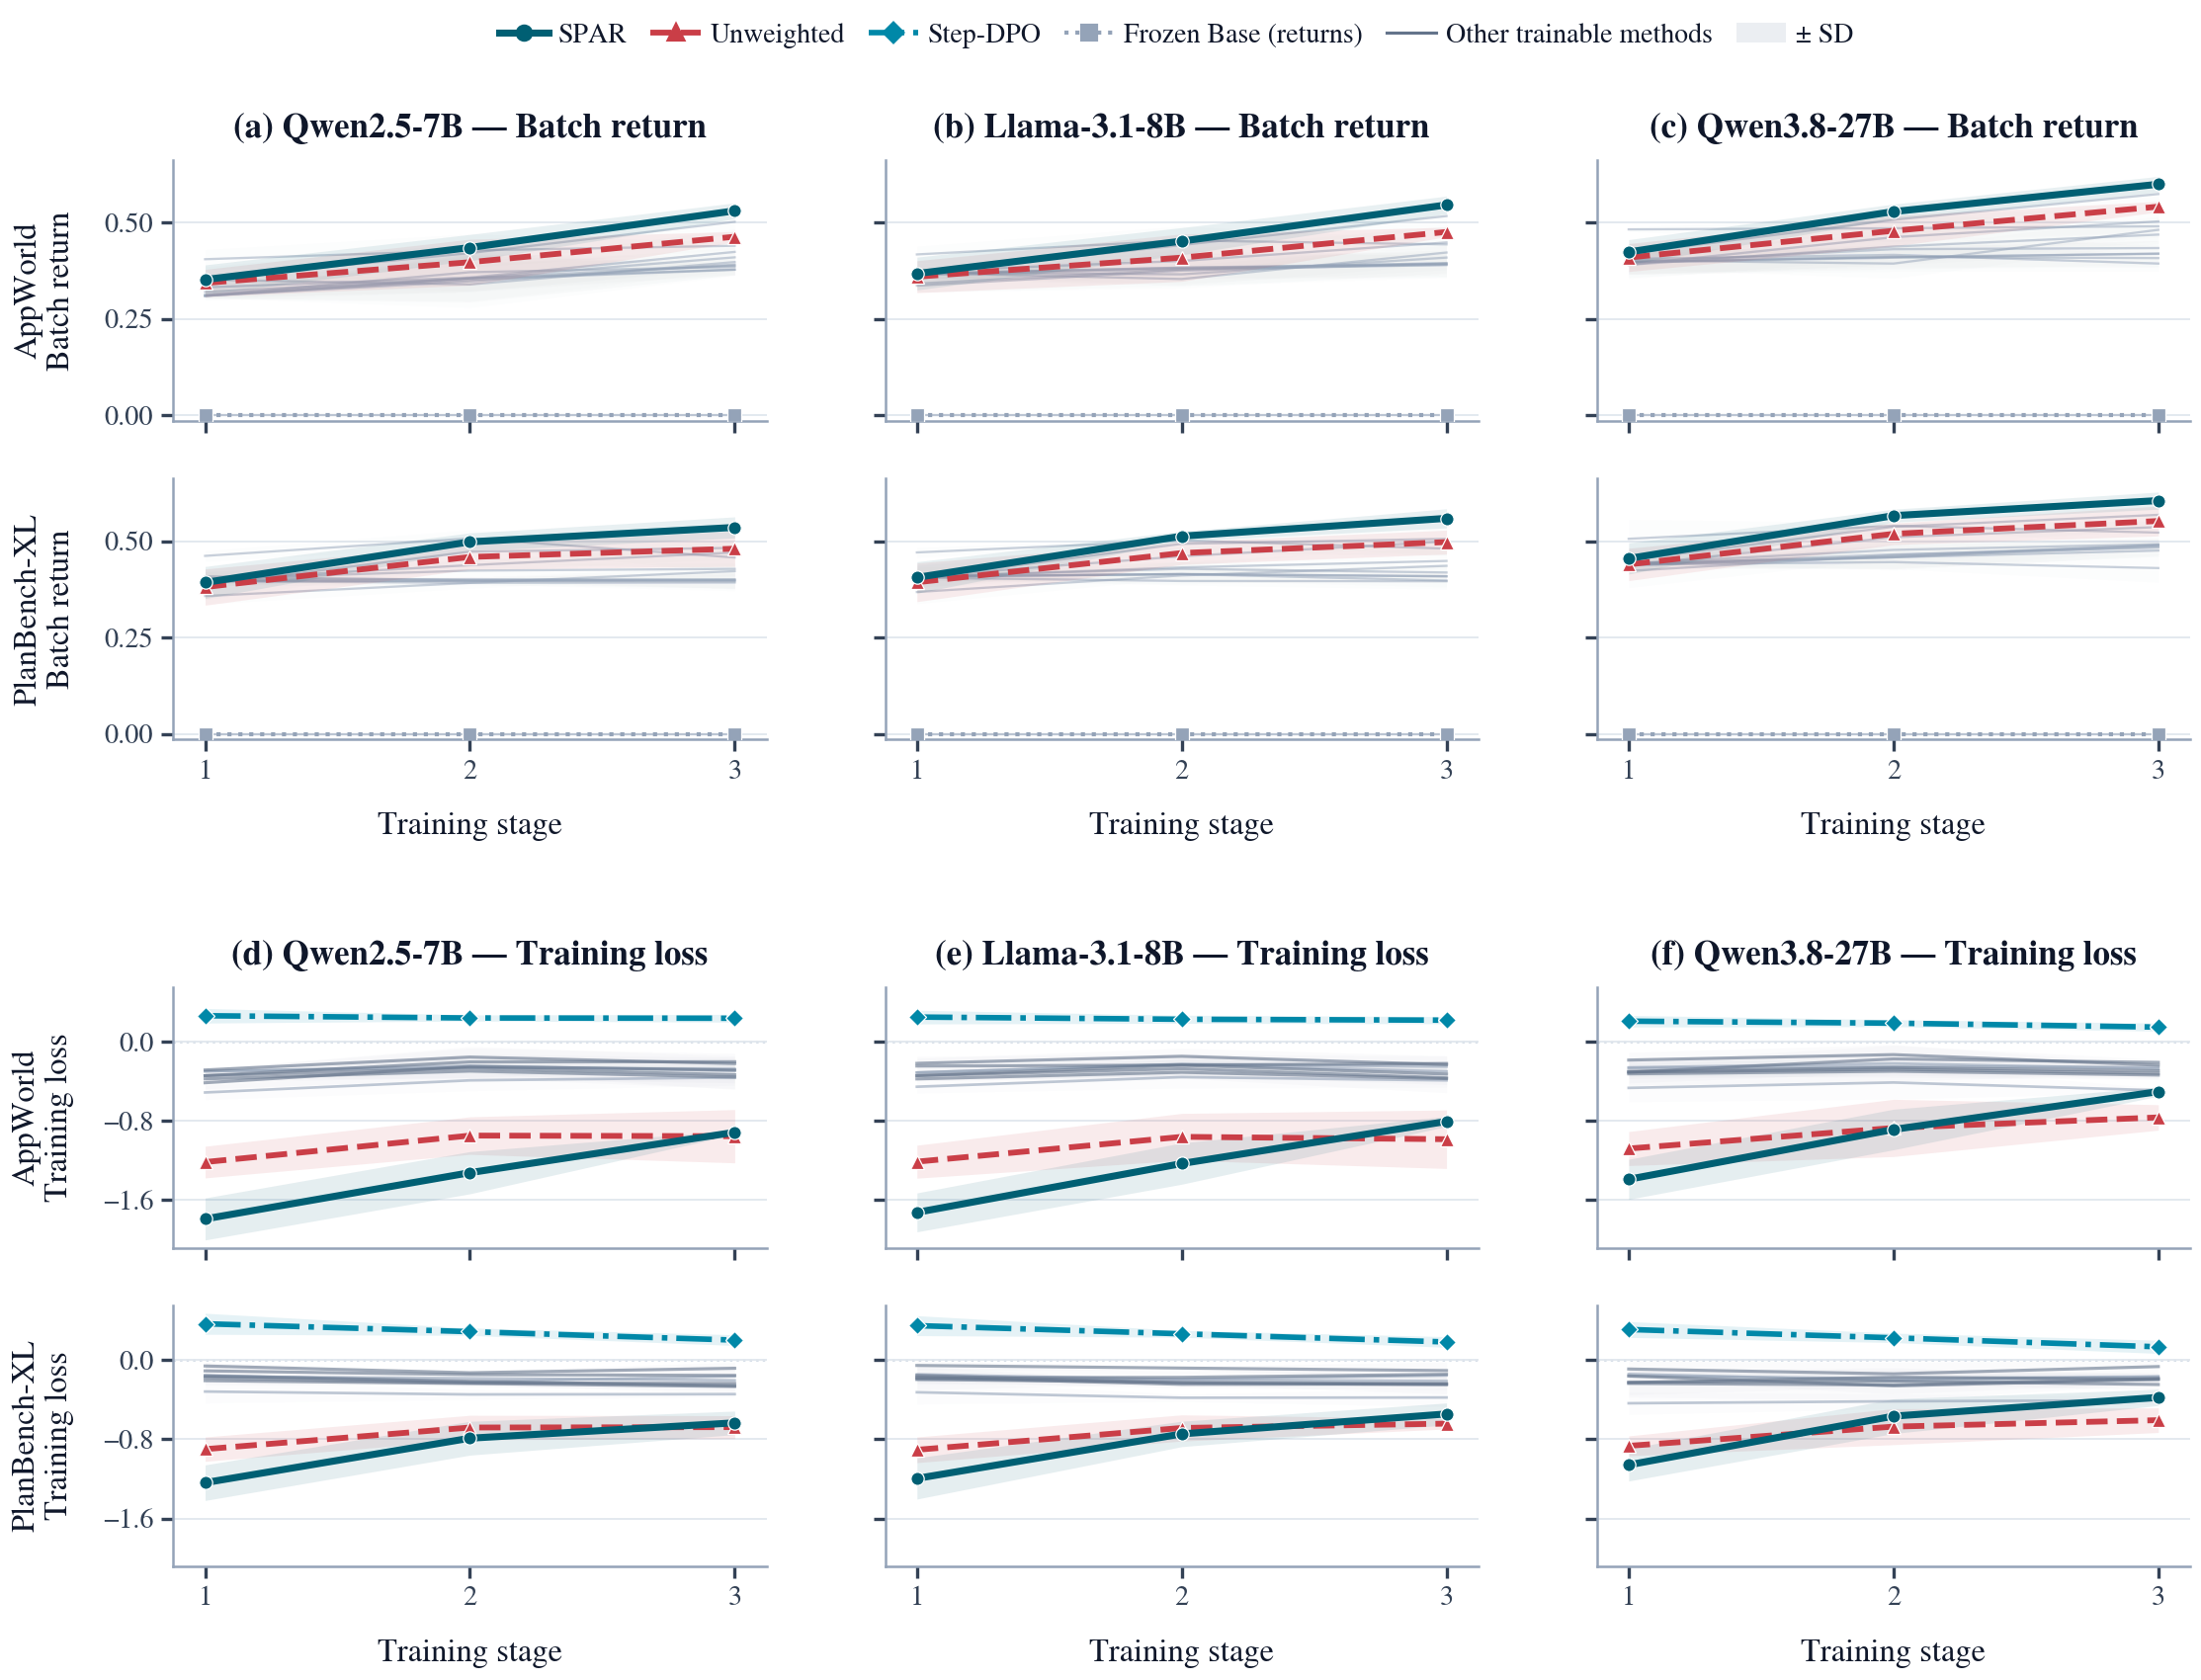 SPAR Unweighted Step-DPO Frozen Base (returns) Other trainable methods ± SD
(a) Qwen2.5-7B — Batch return
(b) Llama-3.1-8B — Batch return
(c) Qwen3.8-27B — Batch return
AppWorld
Batch return
0.50
0.25
0.00
PlanBench-XL
Batch return
0.50
0.25
0.00
1 2 3
1 2 3
1 2 3
Training stage
Training stage
Training stage
(d) Qwen2.5-7B — Training loss
(e) Llama-3.1-8B — Training loss
(f) Qwen3.8-27B — Training loss
AppWorld
Training loss
0.0
−0.8
−1.6
PlanBench-XL
Training loss
0.0
−0.8
−1.6
1 2 3
1 2 3
1 2 3
Training stage
Training stage
Training stage